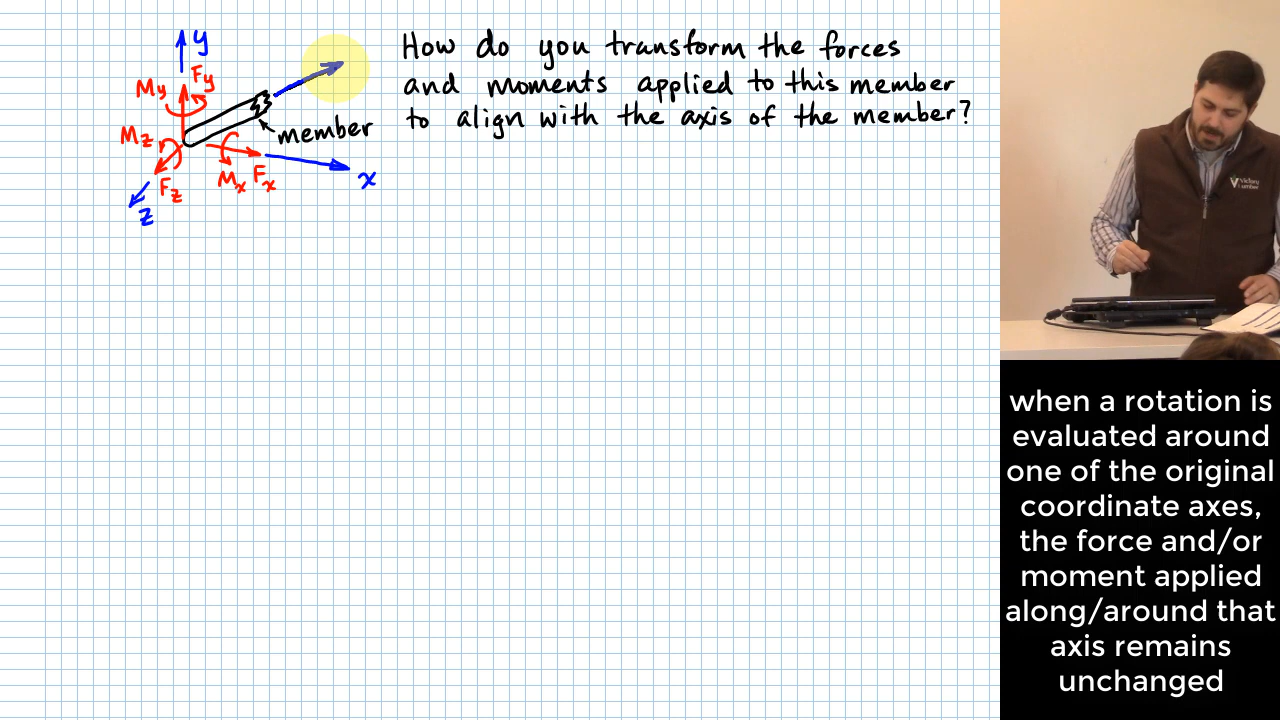 How do you transform the forces
and moments applied to this member
to align with the axis of the member?
y
My
Fy
Mz
member
Fz
Mx
Fx
x
z
Victory
Lumber
when a rotation is
evaluated around
one of the original
coordinate axes,
the force and/or
moment applied
along/around that
axis remains
unchanged